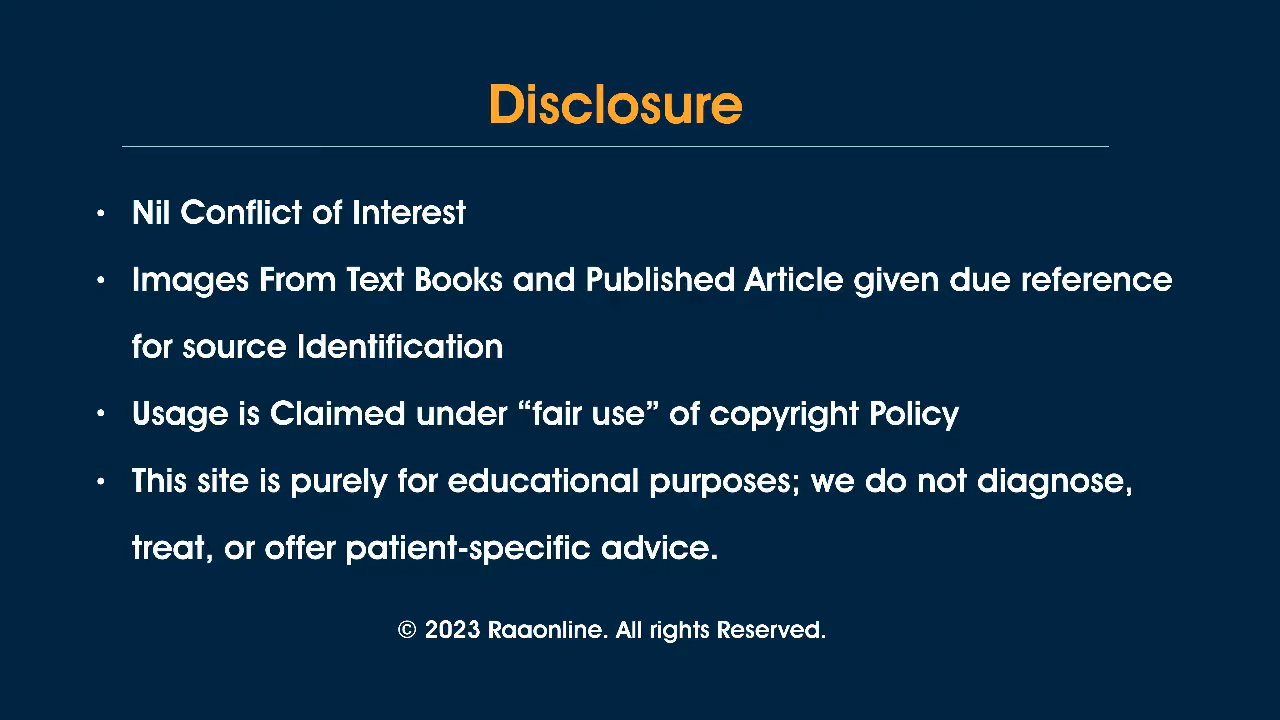 Disclosure
• Nil Conflict of Interest
• Images From Text Books and Published Article given due reference
for source Identification
• Usage is Claimed under “fair use” of copyright Policy
• This site is purely for educational purposes; we do not diagnose,
treat, or offer patient-specific advice.
© 2023 Raaonline. All rights Reserved.